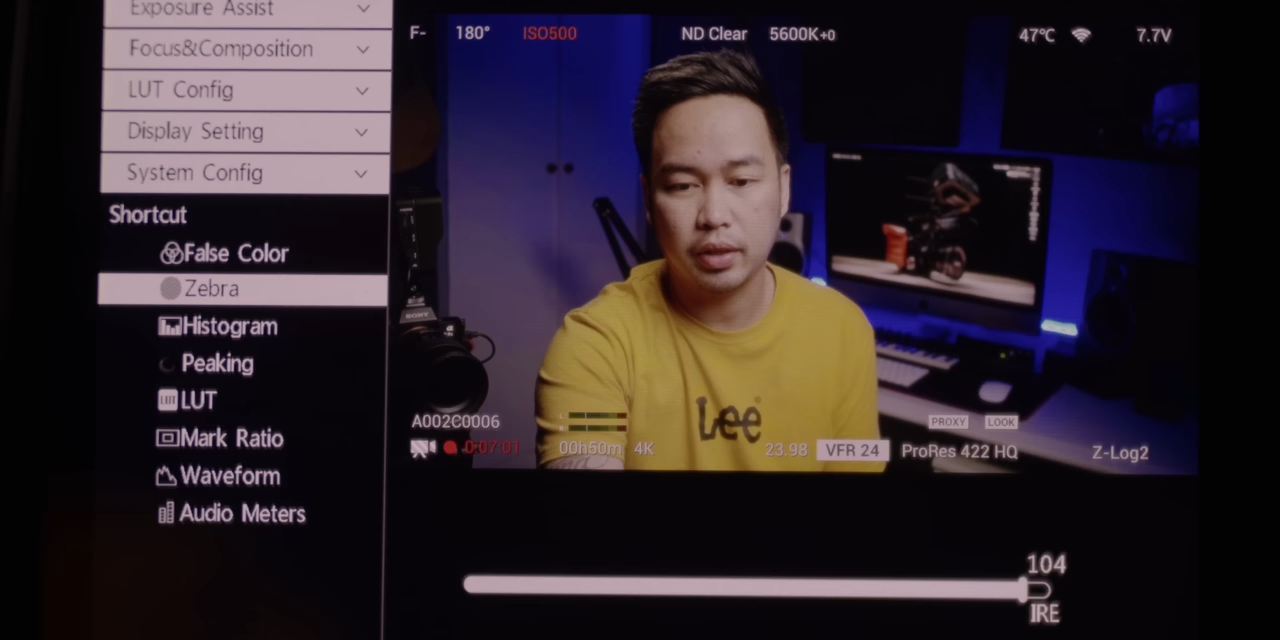 Exposure Assist
Focus&Composition
LUT Config
Display Setting
System Config
Shortcut
False Color
Zebra
Histogram
Peaking
LUT
Mark Ratio
Waveform
Audio Meters
F- 180° ISO500 ND Clear 5600K+0 47℃ 7.7V
SONY
Lee
A002C0006 PROXY LOOK
0:07:01 00h50m 4K 23.98 VFR 24 ProRes 422 HQ Z-Log2
104
IRE